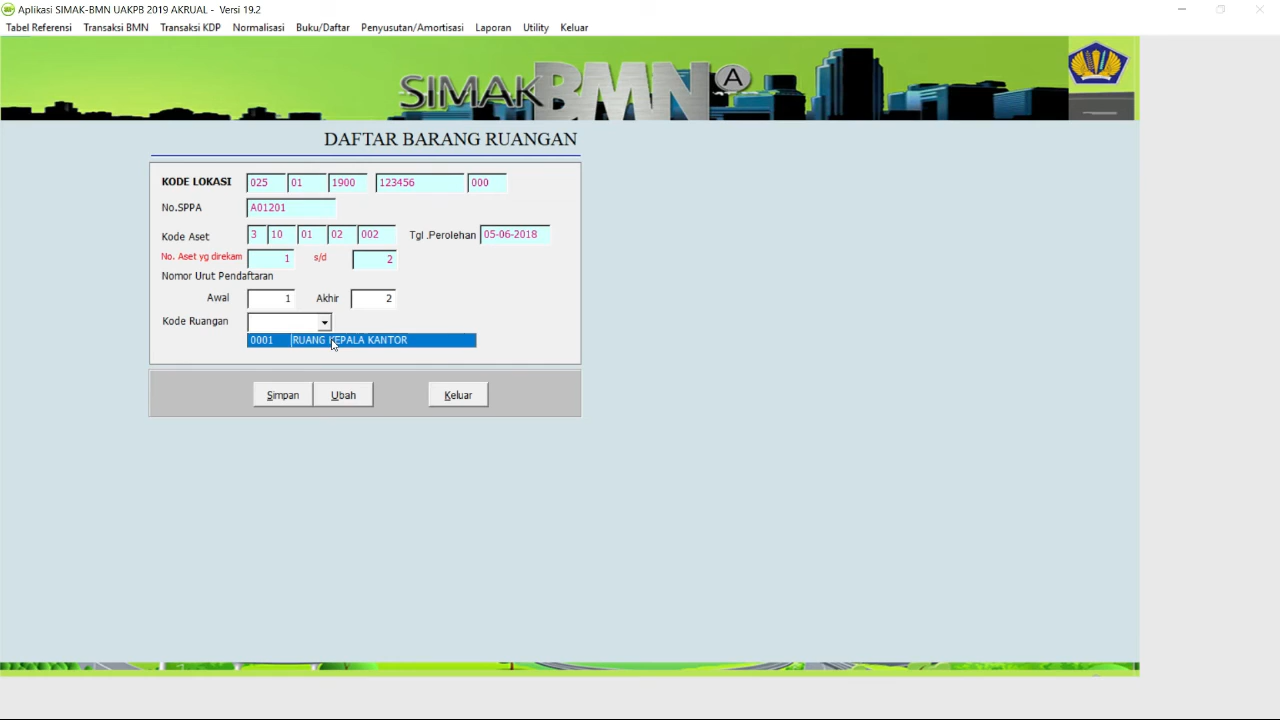 Aplikasi SIMAK-BMN UAKPB 2019 AKRUAL - Versi 19.2
Tabel Referensi Transaksi BMN Transaksi KDP Normalisasi Buku/Daftar Penyusutan/Amortisasi Laporan Utility Keluar
SIMAK BMN A
DAFTAR BARANG RUANGAN
KODE LOKASI 025 01 1900 123456 000
No.SPPA A01201
Kode Aset 3 10 01 02 002 Tgl .Perolehan 05-06-2018
No. Aset yg direkam 1 s/d 2
Nomor Urut Pendaftaran
Awal 1 Akhir 2
Kode Ruangan
0001 RUANG KEPALA KANTOR
Simpan Ubah Keluar